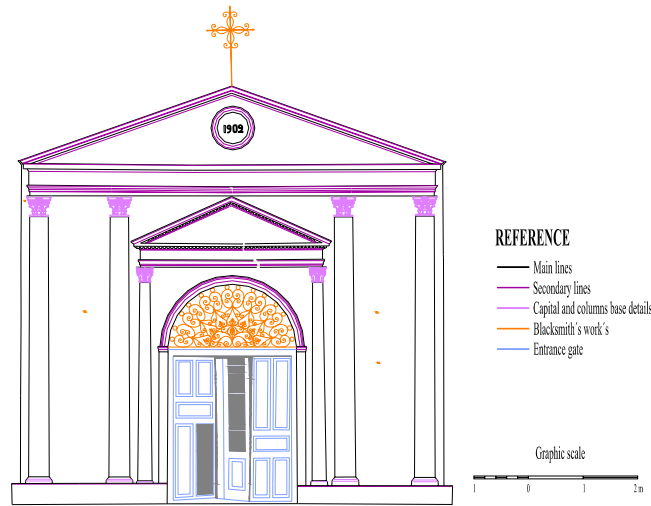 1902
REFERENCE
Main lines
Secondary lines
Capital and columns base details
Blacksmith´s work´s
Entrance gate
Graphic scale
1 0 1 2 m